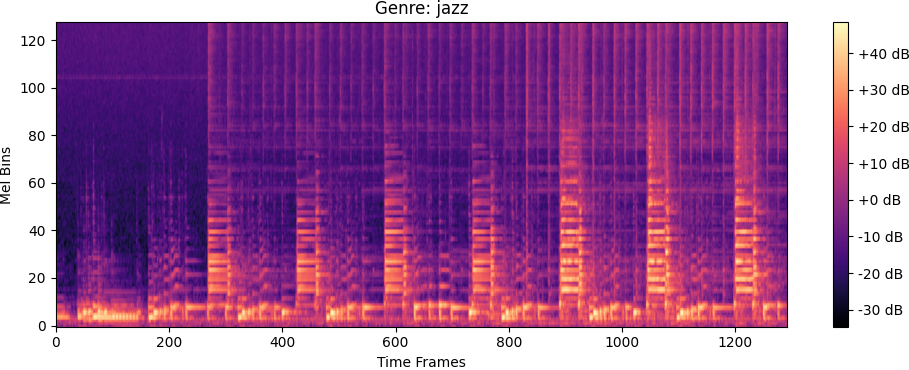 Genre: jazz
Mel Bins
120
100
80
60
40
20
0
0 200 400 600 800 1000 1200
Time Frames
+40 dB
+30 dB
+20 dB
+10 dB
+0 dB
-10 dB
-20 dB
-30 dB